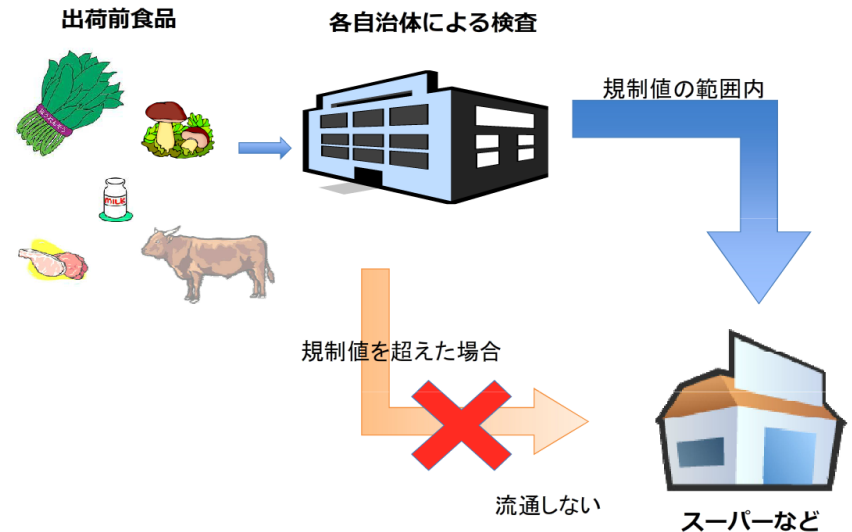 出荷前食品
各自治体による検査
規制値の範囲内
MILK
規制値を超えた場合
流通しない
スーパーなど